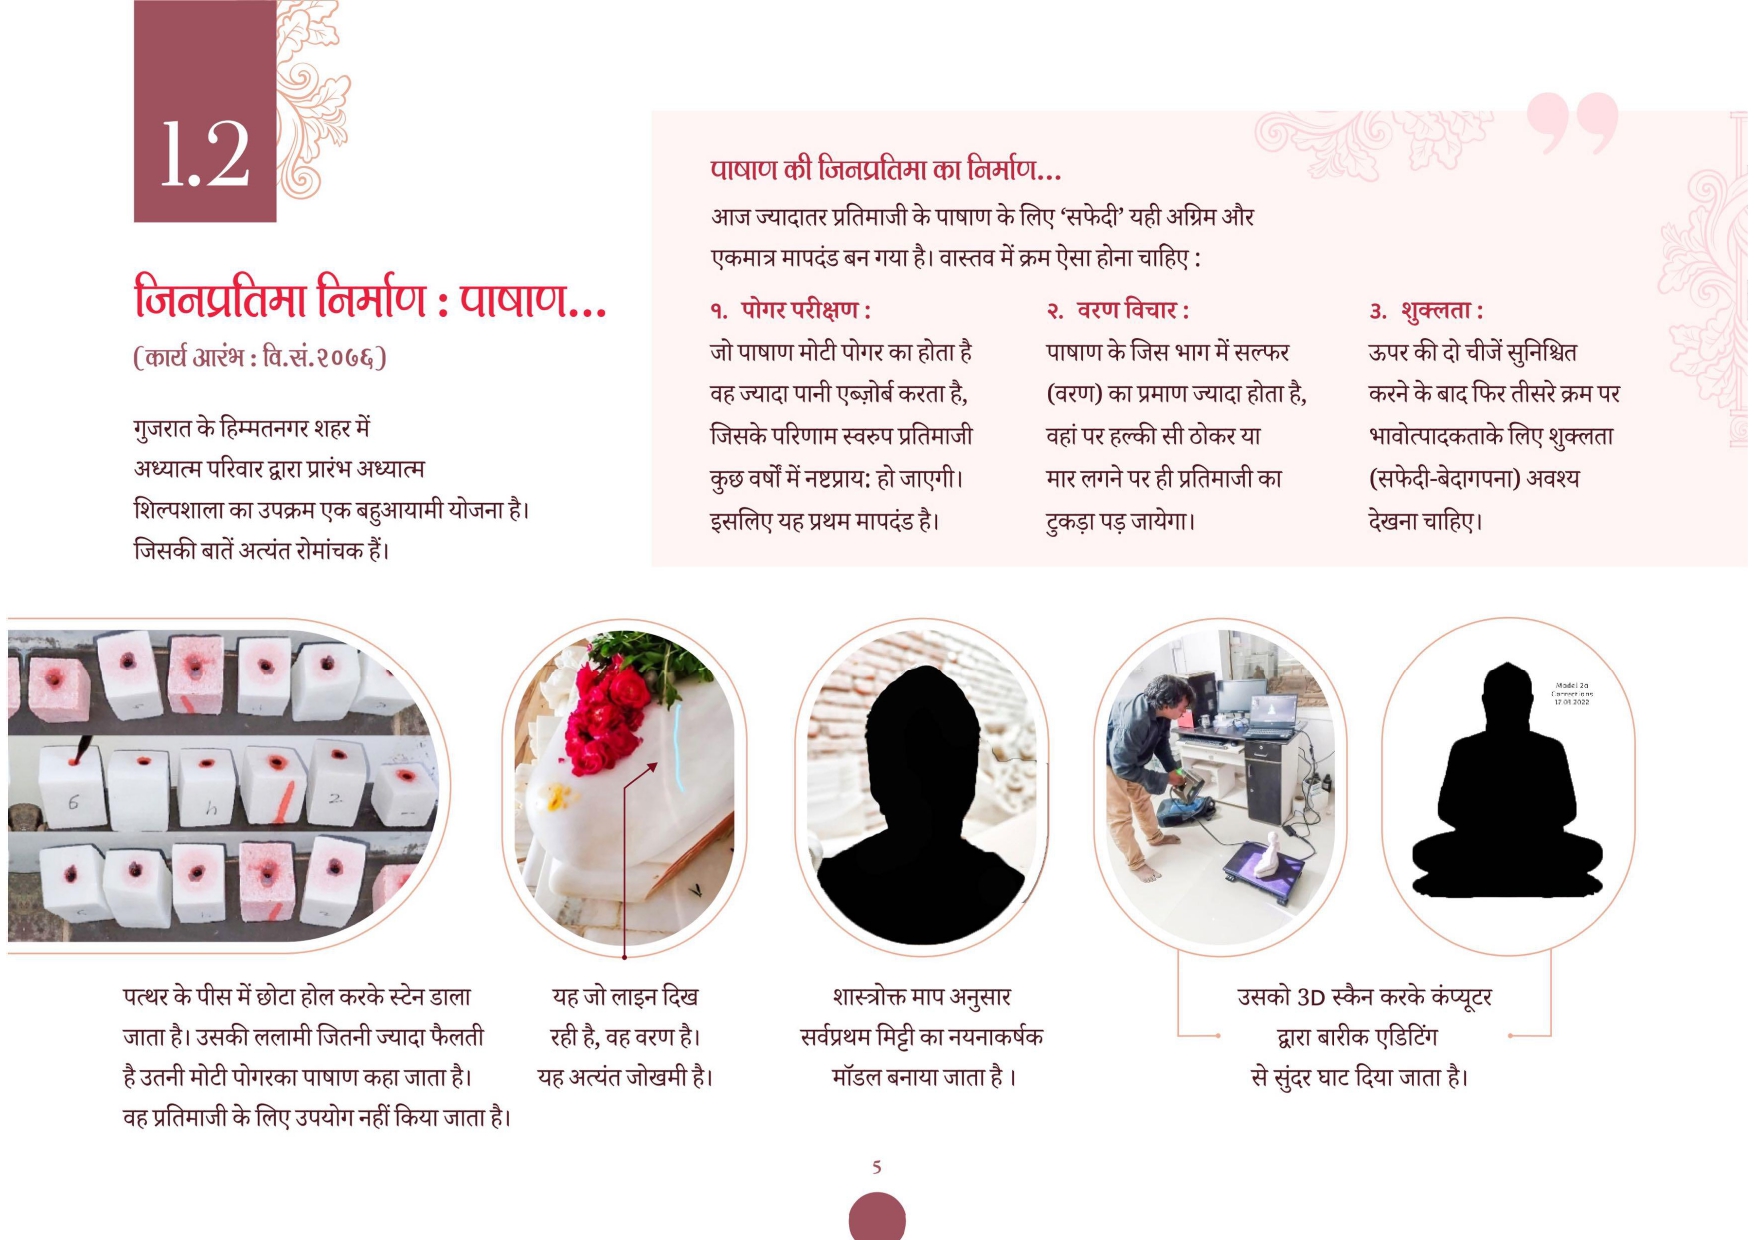 1.2
जिनप्रतिमा निर्माण : पाषाण...
(कार्य आरंभ : वि.सं.२०७६)
गुजरात के हिम्मतनगर शहर में
अध्यात्म परिवार द्वारा प्रारंभ अध्यात्म
शिल्पशाला का उपक्रम एक बहुआयामी योजना है।
जिसकी बातें अत्यंत रोमांचक हैं।
पाषाण की जिनप्रतिमा का निर्माण...
आज ज्यादातर प्रतिमाजी के पाषाण के लिए ‘सफेदी’ यही अग्रिम और
एकमात्र मापदंड बन गया है। वास्तव में क्रम ऐसा होना चाहिए :
१. पोगर परीक्षण :
जो पाषाण मोटी पोगर का होता है
वह ज्यादा पानी एब्ज़ोर्ब करता है,
जिसके परिणाम स्वरुप प्रतिमाजी
कुछ वर्षों में नष्टप्राय: हो जाएगी।
इसलिए यह प्रथम मापदंड है।
२. वरण विचार :
पाषाण के जिस भाग में सल्फर
(वरण) का प्रमाण ज्यादा होता है,
वहां पर हल्की सी ठोकर या
मार लगने पर ही प्रतिमाजी का
टुकड़ा पड़ जायेगा।
३. शुक्लता :
ऊपर की दो चीजें सुनिश्चित
करने के बाद फिर तीसरे क्रम पर
भावोत्पादकताके लिए शुक्लता
(सफेदी-बेदागपना) अवश्य
देखना चाहिए।
6
h
2
Model 2a
Corrections
17 03 2022
पत्थर के पीस में छोटा होल करके स्टेन डाला
जाता है। उसकी ललामी जितनी ज्यादा फैलती
है उतनी मोटी पोगरका पाषाण कहा जाता है।
वह प्रतिमाजी के लिए उपयोग नहीं किया जाता है।
यह जो लाइन दिख
रही है, वह वरण है।
यह अत्यंत जोखमी है।
शास्त्रोक्त माप अनुसार
सर्वप्रथम मिट्टी का नयनाकर्षक
मॉडल बनाया जाता है ।
उसको 3D स्कैन करके कंप्यूटर
द्वारा बारीक एडिटिंग
से सुंदर घाट दिया जाता है।
5